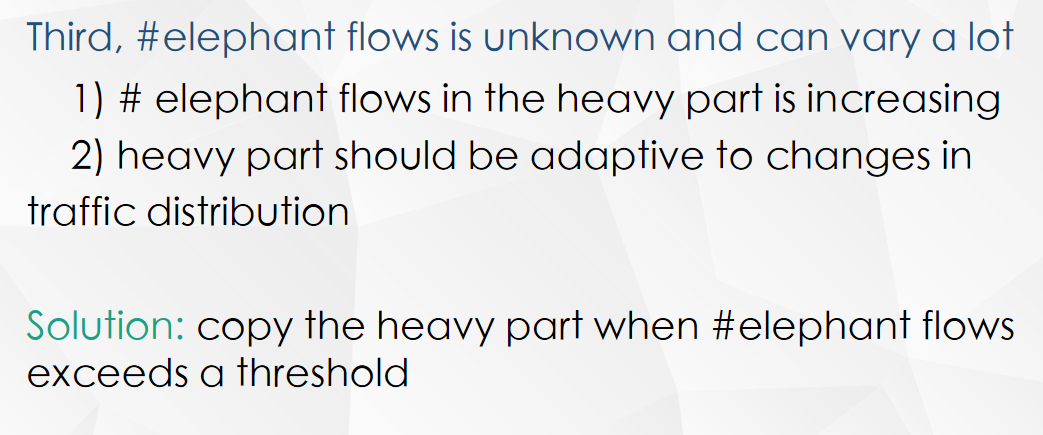 Third, #elephant flows is unknown and can vary a lot
1) # elephant flows in the heavy part is increasing
2) heavy part should be adaptive to changes in
traffic distribution
Solution: copy the heavy part when #elephant flows
exceeds a threshold